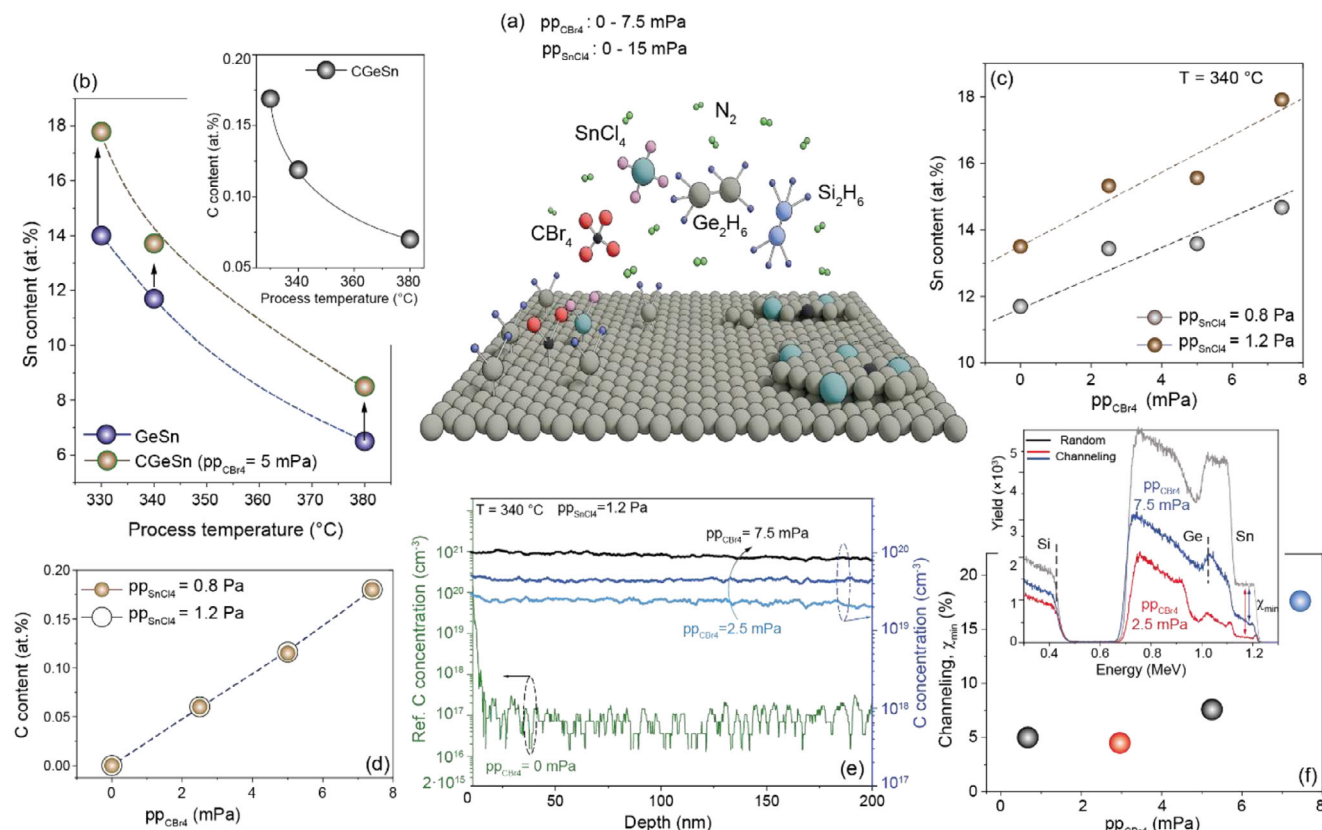 (a) pp_CBr4 : 0 - 7.5 mPa
pp_SnCl4 : 0 - 15 mPa
N2
SnCl4
Si2H6
Ge2H6
CBr4
(b)
Sn content (at.%)
18
16
14
12
10
8
6
330 340 350 360 370 380
Process temperature (°C)
GeSn
CGeSn (pp_CBr4 = 5 mPa)
CGeSn
C content (at.%)
0.20
0.15
0.10
0.05
340 360 380
Process temperature (°C)
(c)
T = 340 °C
Sn content (at.%)
18
16
14
12
10
pp_SnCl4 = 0.8 Pa
pp_SnCl4 = 1.2 Pa
0 2 4 6 8
pp_CBr4 (mPa)
(d)
C content (at.%)
0.20
0.15
0.10
0.05
0.00
pp_SnCl4 = 0.8 Pa
pp_SnCl4 = 1.2 Pa
0 2 4 6 8
pp_CBr4 (mPa)
(e)
T = 340 °C pp_SnCl4=1.2 Pa
pp_CBr4 = 7.5 mPa
pp_CBr4=2.5 mPa
pp_CBr4 = 0 mPa
Ref. C concentration (cm-3)
10^21
10^20
10^19
10^18
10^17
10^16
2·10^15
C concentration (cm-3)
10^20
10^19
10^18
10^17
0 50 100 150 200
Depth (nm)
(f)
Channeling, χmin (%)
20
15
10
5
0
0 2 4 6 8
pp_CBr4 (mPa)
Random
Channeling
Yield (×10^3)
5
4
3
2
1
0
Si
Ge
Sn
pp_CBr4
7.5 mPa
pp_CBr4
2.5 mPa
χmin
0.4 0.6 0.8 1.0 1.2
Energy (MeV)